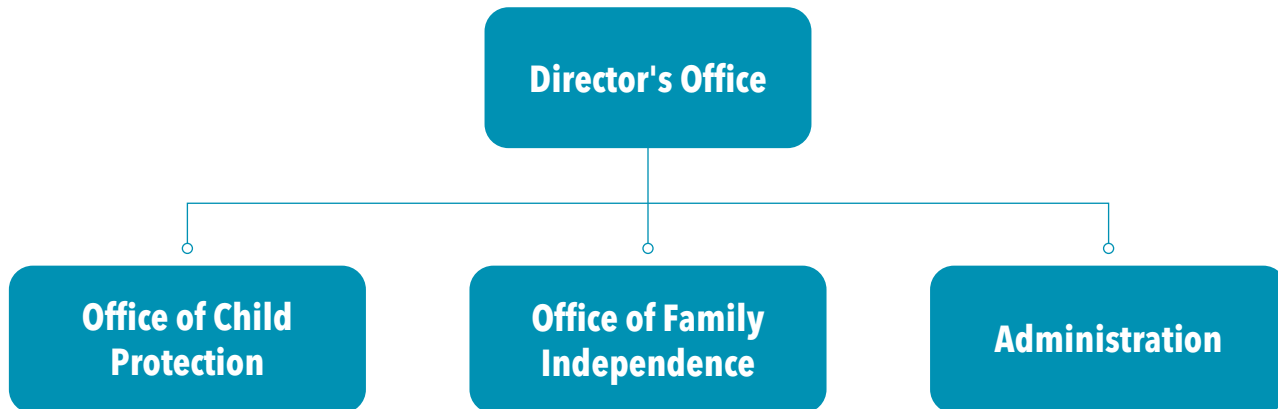 Director's Office
Office of Child
Protection
Office of Family
Independence
Administration